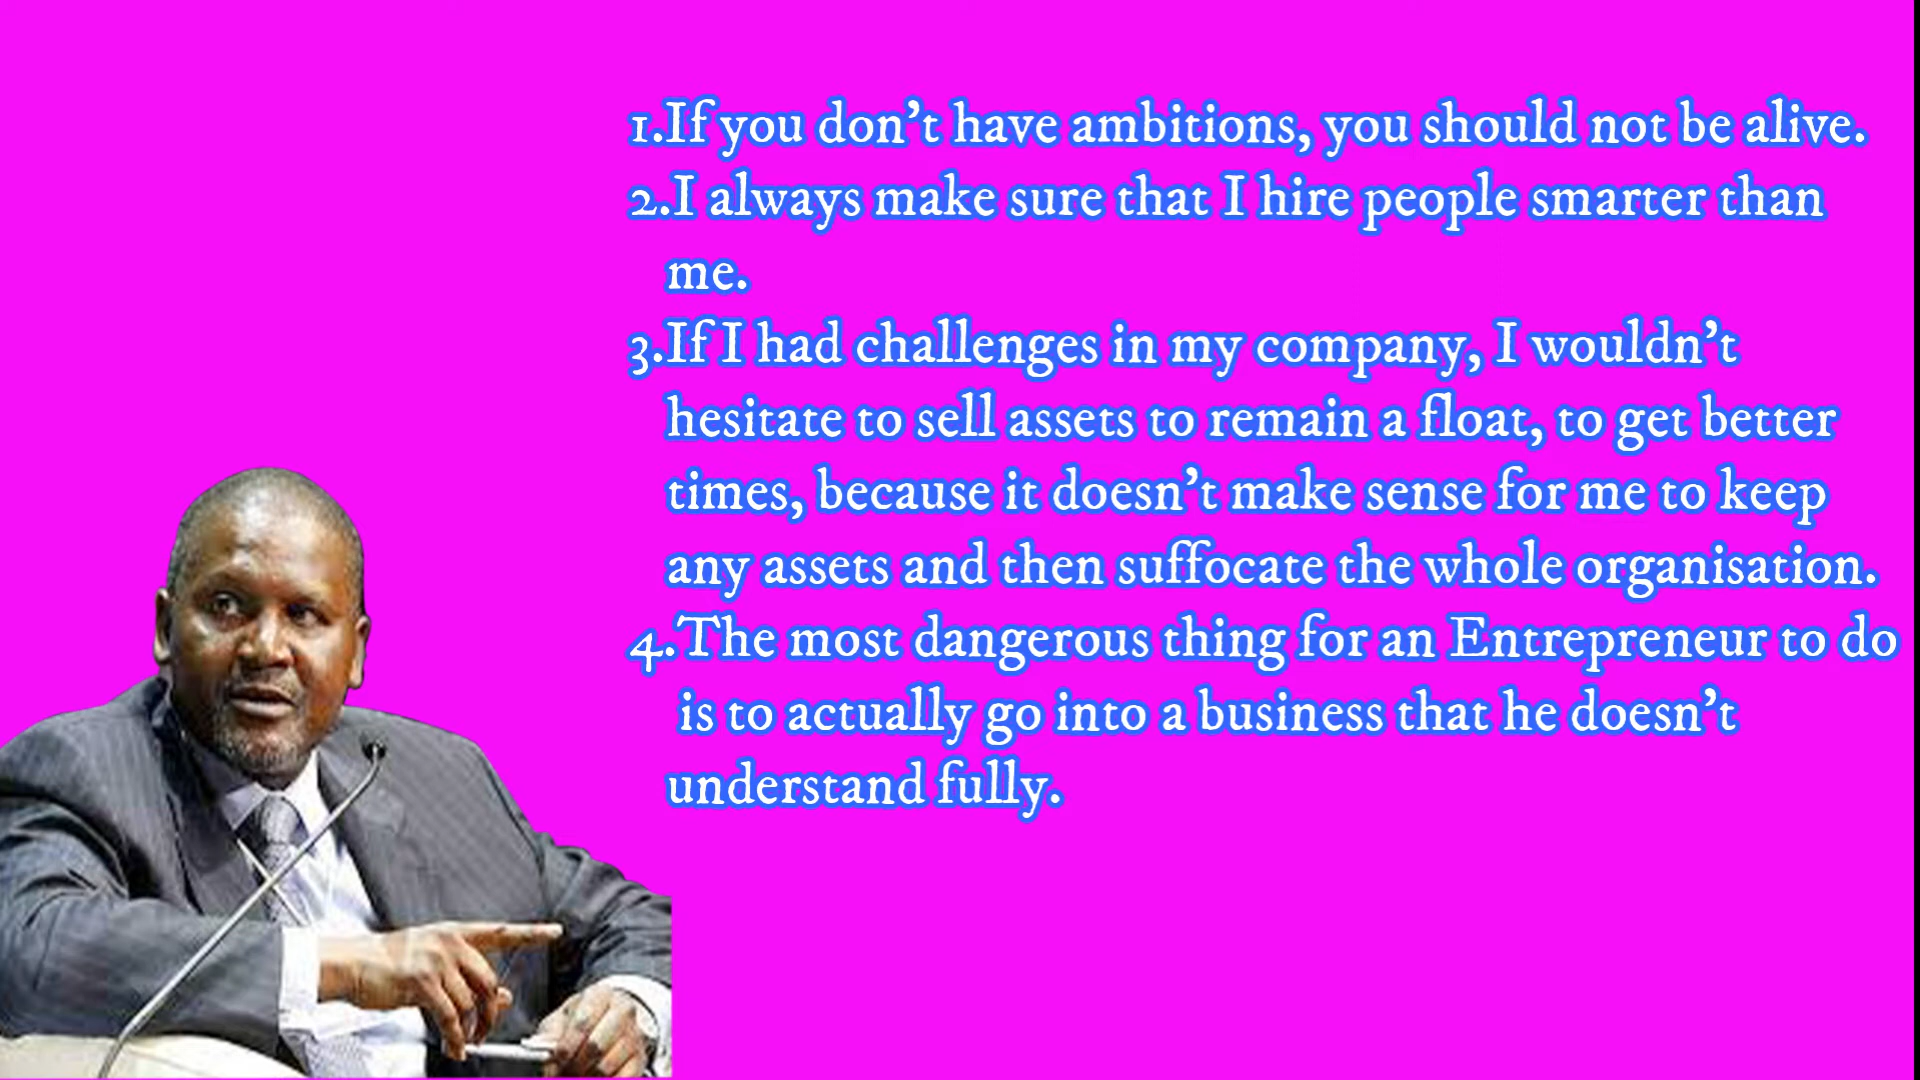 1.If you don't have ambitions, you should not be alive.
2.I always make sure that I hire people smarter than
me.
3.If I had challenges in my company, I wouldn't
hesitate to sell assets to remain a float, to get better
times, because it doesn't make sense for me to keep
any assets and then suffocate the whole organisation.
4.The most dangerous thing for an Entrepreneur to do
is to actually go into a business that he doesn't
understand fully.